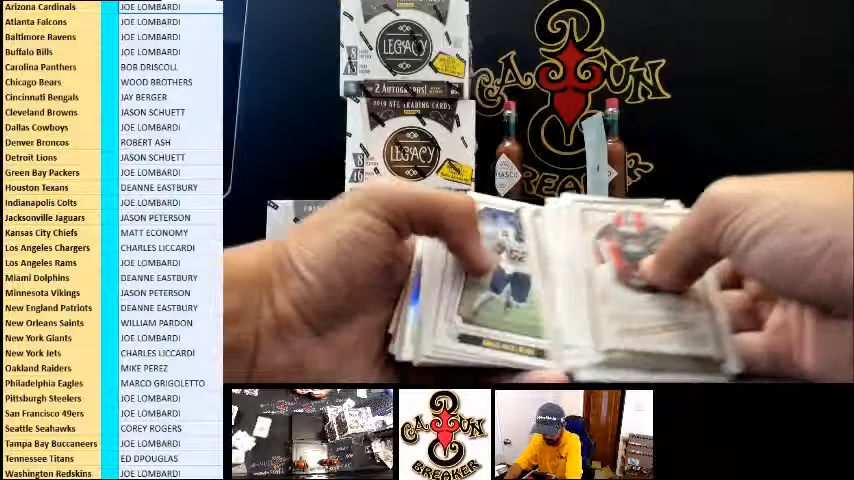 Arizona Cardinals JOE LOMBARDI
Atlanta Falcons JOE LOMBARDI
Baltimore Ravens JOE LOMBARDI
Buffalo Bills JOE LOMBARDI
Carolina Panthers BOB DRISCOLL
Chicago Bears WOOD BROTHERS
Cincinnati Bengals JAY BERGER
Cleveland Browns JASON SCHUETT
Dallas Cowboys JOE LOMBARDI
Denver Broncos ROBERT ASH
Detroit Lions JASON SCHUETT
Green Bay Packers JOE LOMBARDI
Houston Texans DEANNE EASTBURY
Indianapolis Colts JOE LOMBARDI
Jacksonville Jaguars JASON PETERSON
Kansas City Chiefs MATT ECONOMY
Los Angeles Chargers CHARLES LICCARDI
Los Angeles Rams JOE LOMBARDI
Miami Dolphins DEANNE EASTBURY
Minnesota Vikings JASON PETERSON
New England Patriots DEANNE EASTBURY
New Orleans Saints WILLIAM PARDON
New York Giants JOE LOMBARDI
New York Jets CHARLES LICCARDI
Oakland Raiders MIKE PEREZ
Philadelphia Eagles MARCO GRIGOLETTO
Pittsburgh Steelers JOE LOMBARDI
San Francisco 49ers JOE LOMBARDI
Seattle Seahawks COREY ROGERS
Tampa Bay Buccaneers JOE LOMBARDI
Tennessee Titans ED DPOUGLAS
Washington Redskins JOE LOMBARDI
LEGACY
2 AUTOGRAPHS!
2019 NFL TRADING CARDS
LEGACY
CAJUN
BREAKER
CAJUN
BREAKER